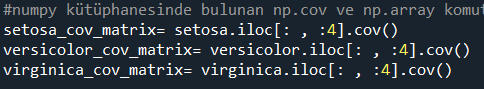 #numpy kütüphanesinde bulunan np.cov ve np.array
setosa_cov_matrix= setosa.iloc[: , :4].cov()
versicolor_cov_matrix= versicolor.iloc[: , :4].cov()
virginica_cov_matrix= virginica.iloc[: , :4].cov()